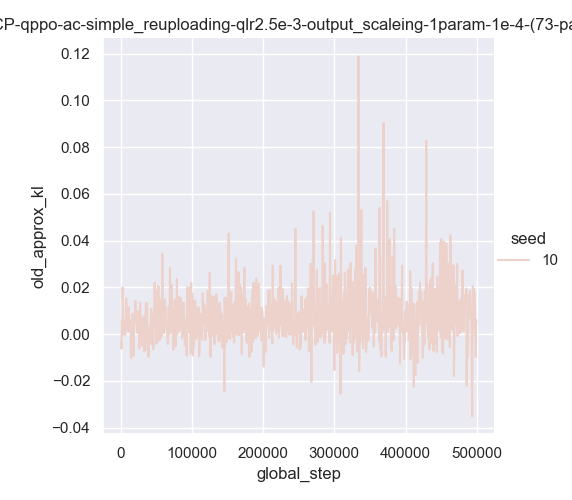 CP-qppo-ac-simple_reuploading-qlr2.5e-3-output_scaleing-1param-1e-4-(73-pa
0.12
0.10
0.08
0.06
0.04
0.02
0.00
−0.02
−0.04
old_approx_kl
0 100000 200000 300000 400000 500000
global_step
seed
10